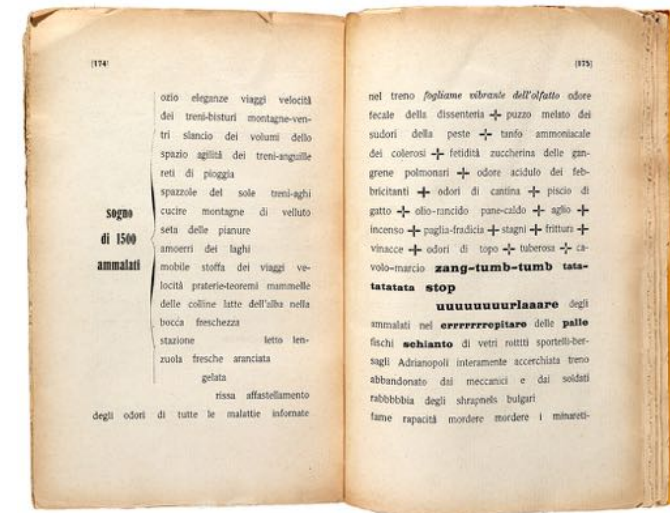 [174]
ozio eleganze viaggi velocità
dei treni-bisturi montagne-ven-
tri slancio dei volumi dello
spazio agilità dei treni-anguille
reti di pioggia
spazzole del sole treni-aghi
cucire montagne di velluto
seta delle pianure
amoerri dei laghi
mobile stoffa dei viaggi ve-
locità praterie-teoremi mammelle
delle colline latte dell'alba nella
bocca freschezza
stazione letto len-
zuola fresche aranciata
gelata
sogno
di 1500
ammalati
rissa affastellamento
degli odori di tutte le malattie infornate
[175]
nel treno fogliame vibrante dell'olfatto odore
fecale della dissenteria + puzzo melato dei
sudori della peste + tanfo ammoniacale
dei colerosi + fetidità zuccherina delle gan-
grene polmonari + odore acidulo dei feb-
bricitanti + odori di cantina + piscio di
gatto + olio-rancido pane-caldo + aglio +
incenso + paglia-fradicia + stagni + frittura +
vinacce + odori di topo + tuberosa + ca-
volo-marcio zang-tumb-tumb tata-
tatatata stop
uuuuuuuurlaaare degli
ammalati nel crrrrrrrepitare delle palle
fischi schianto di vetri rottiti sportelli-ber-
sagli Adrianopoli interamente accerchiata treno
abbandonato dai meccanici e dai soldati
rabbbbbia degli shrapnels bulgari
fame rapacità mordere mordere i minareti-